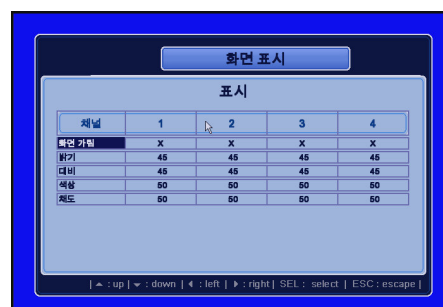 화면 표시
표시
채널 1 2 3 4
화면 가림 X X X X
밝기 45 45 45 45
대비 45 45 45 45
색상 50 50 50 50
채도 50 50 50 50
| ▲ : up | ▼ : down | ◀ : left | ▶ : right | SEL : select | ESC : escape |